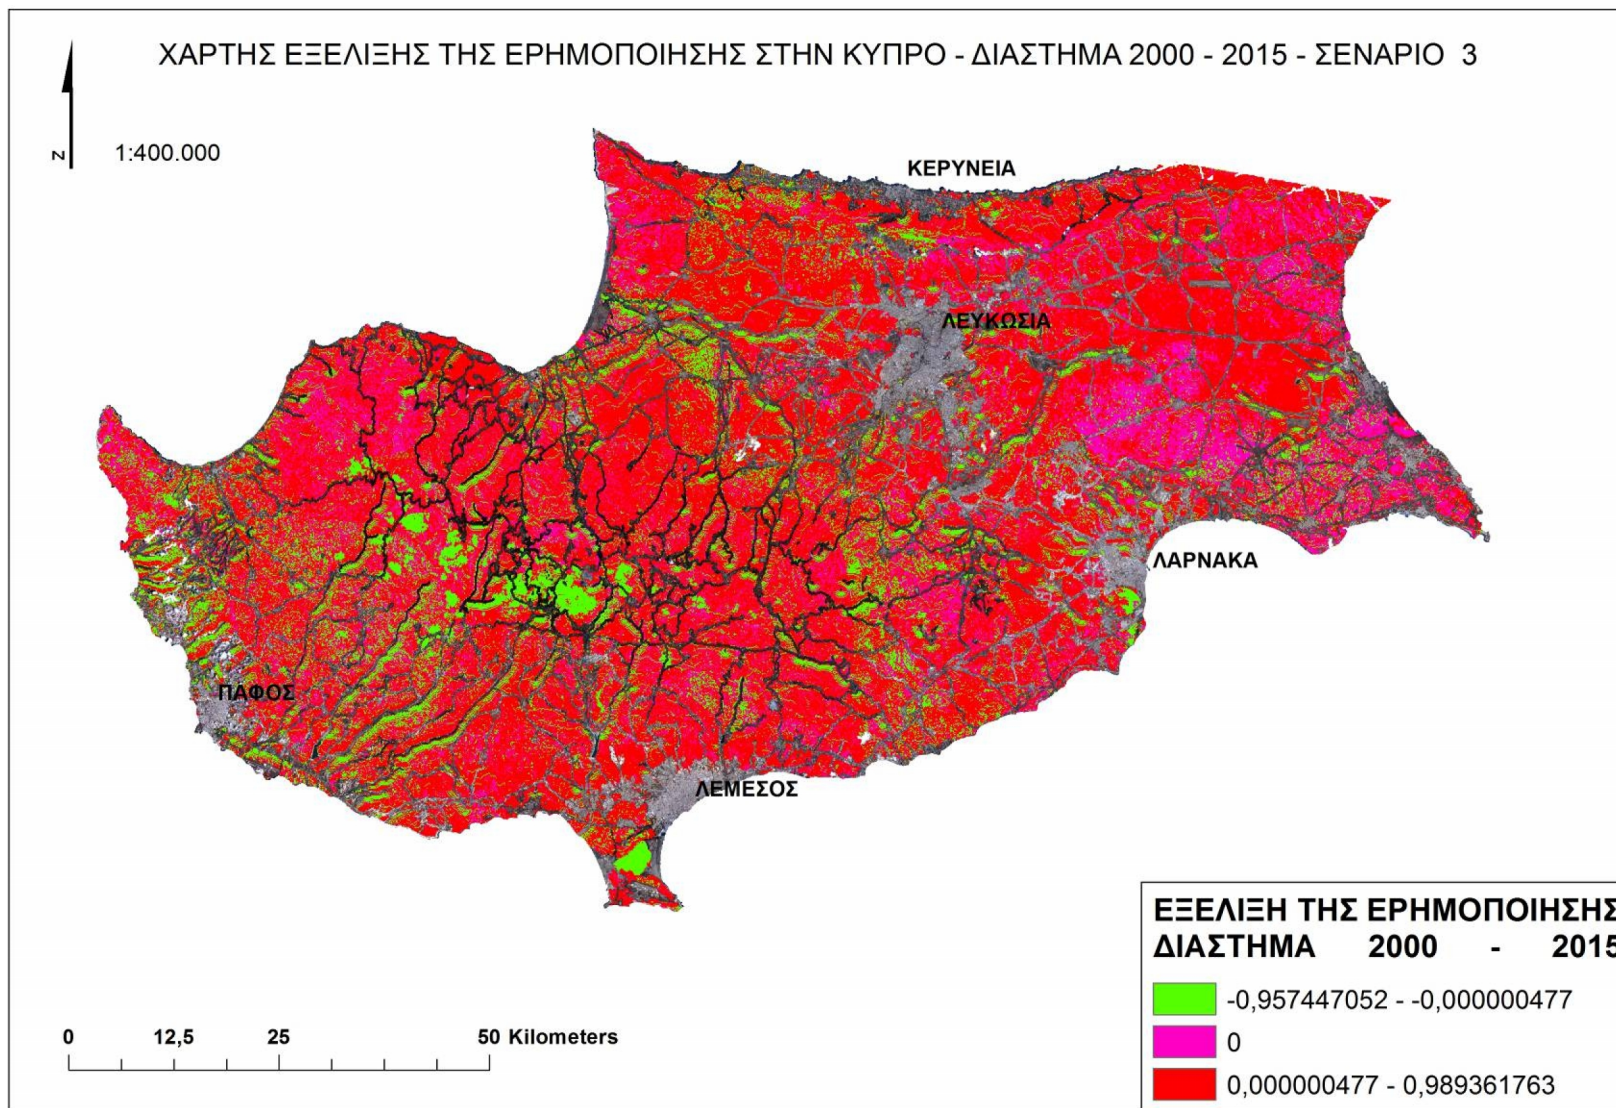 ΧΑΡΤΗΣ ΕΞΕΛΙΞΗΣ ΤΗΣ ΕΡΗΜΟΠΟΙΗΣΗΣ ΣΤΗΝ ΚΥΠΡΟ - ΔΙΑΣΤΗΜΑ 2000 - 2015 - ΣΕΝΑΡΙΟ 3
Z
1:400.000
ΚΕΡΥΝΕΙΑ
ΛΕΥΚΩΣΙΑ
ΛΑΡΝΑΚΑ
ΠΑΦΟΣ
ΛΕΜΕΣΟΣ
ΕΞΕΛΙΞΗ ΤΗΣ ΕΡΗΜΟΠΟΙΗΣΗΣ
ΔΙΑΣΤΗΜΑ 2000 - 2015
-0,957447052 - -0,000000477
0
0,000000477 - 0,989361763
0 12,5 25 50 Kilometers